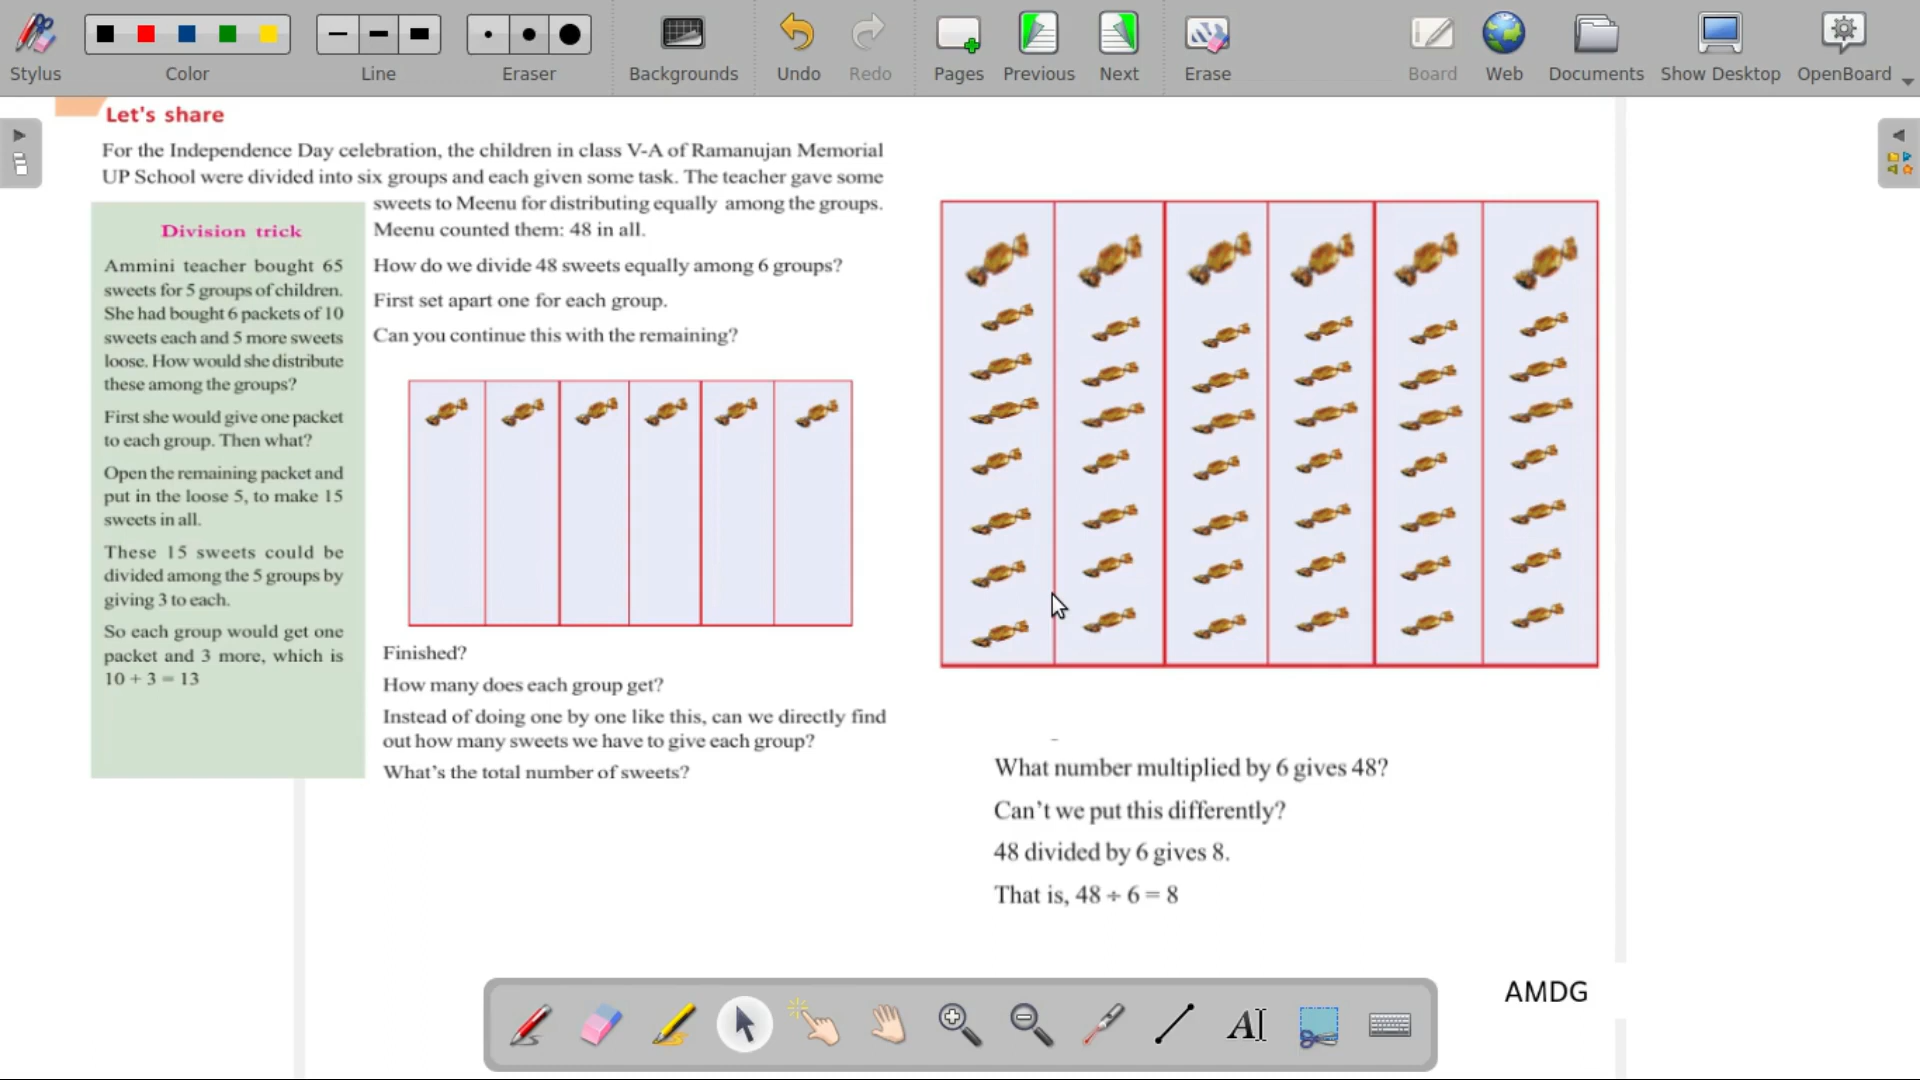 Stylus
Color
Line
Eraser
Backgrounds
Undo
Redo
Pages
Previous
Next
Erase
Board
Web
Documents
Show Desktop
OpenBoard
Let's share
For the Independence Day celebration, the children in class V-A of Ramanujan Memorial
UP School were divided into six groups and each given some task. The teacher gave some
sweets to Meenu for distributing equally among the groups.
Meenu counted them: 48 in all.
How do we divide 48 sweets equally among 6 groups?
First set apart one for each group.
Can you continue this with the remaining?
Division trick
Ammini teacher bought 65
sweets for 5 groups of children.
She had bought 6 packets of 10
sweets each and 5 more sweets
loose. How would she distribute
these among the groups?
First she would give one packet
to each group. Then what?
Open the remaining packet and
put in the loose 5, to make 15
sweets in all.
These 15 sweets could be
divided among the 5 groups by
giving 3 to each.
So each group would get one
packet and 3 more, which is
10 + 3 = 13
Finished?
How many does each group get?
Instead of doing one by one like this, can we directly find
out how many sweets we have to give each group?
What's the total number of sweets?
What number multiplied by 6 gives 48?
Can't we put this differently?
48 divided by 6 gives 8.
That is, 48 ÷ 6 = 8
AMDG